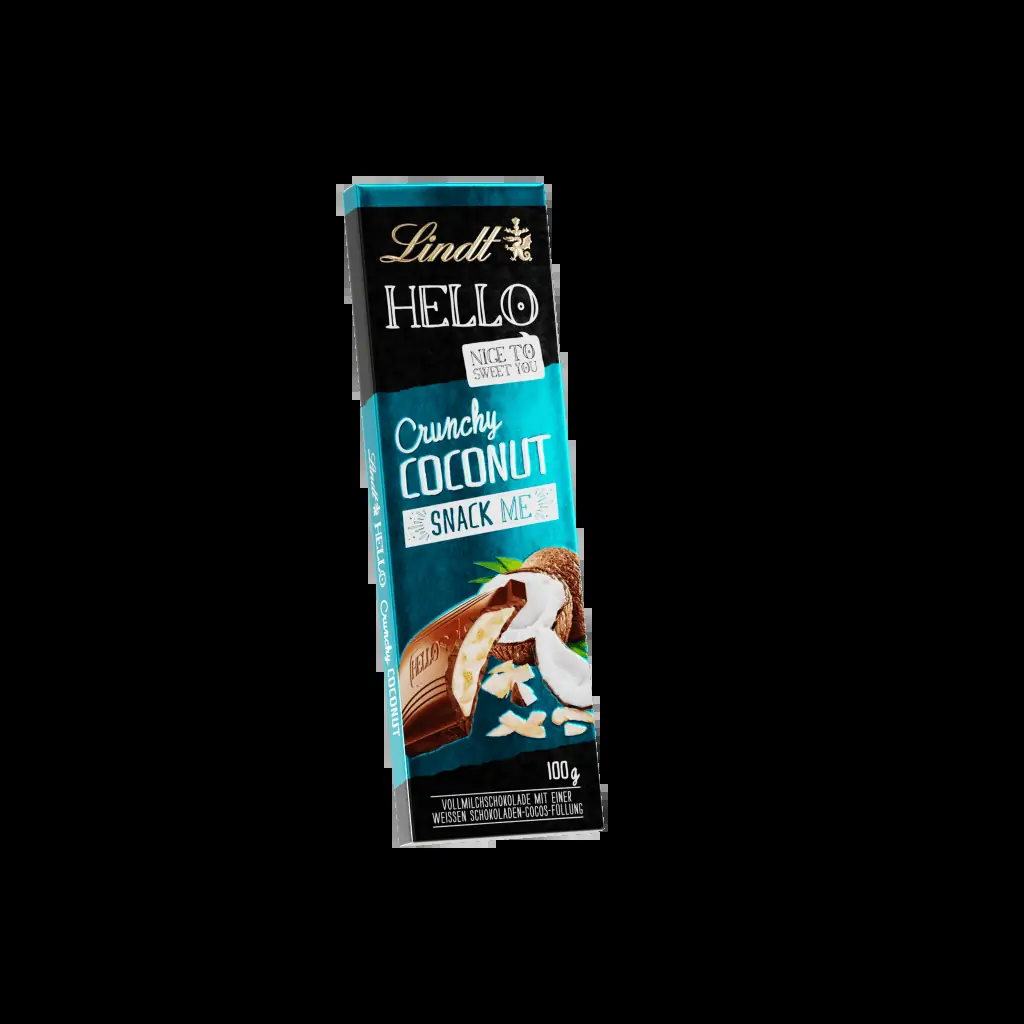 Lindt
HELLO
NICE TO
SWEET YOU
Crunchy
COCONUT
SNACK ME
HELLO
100g
VOLLMILCHSCHOKOLADE MIT EINER
WEISSEN SCHOKOLADEN-COCOS-FÜLLUNG
Lindt HELLO Crunchy COCONUT